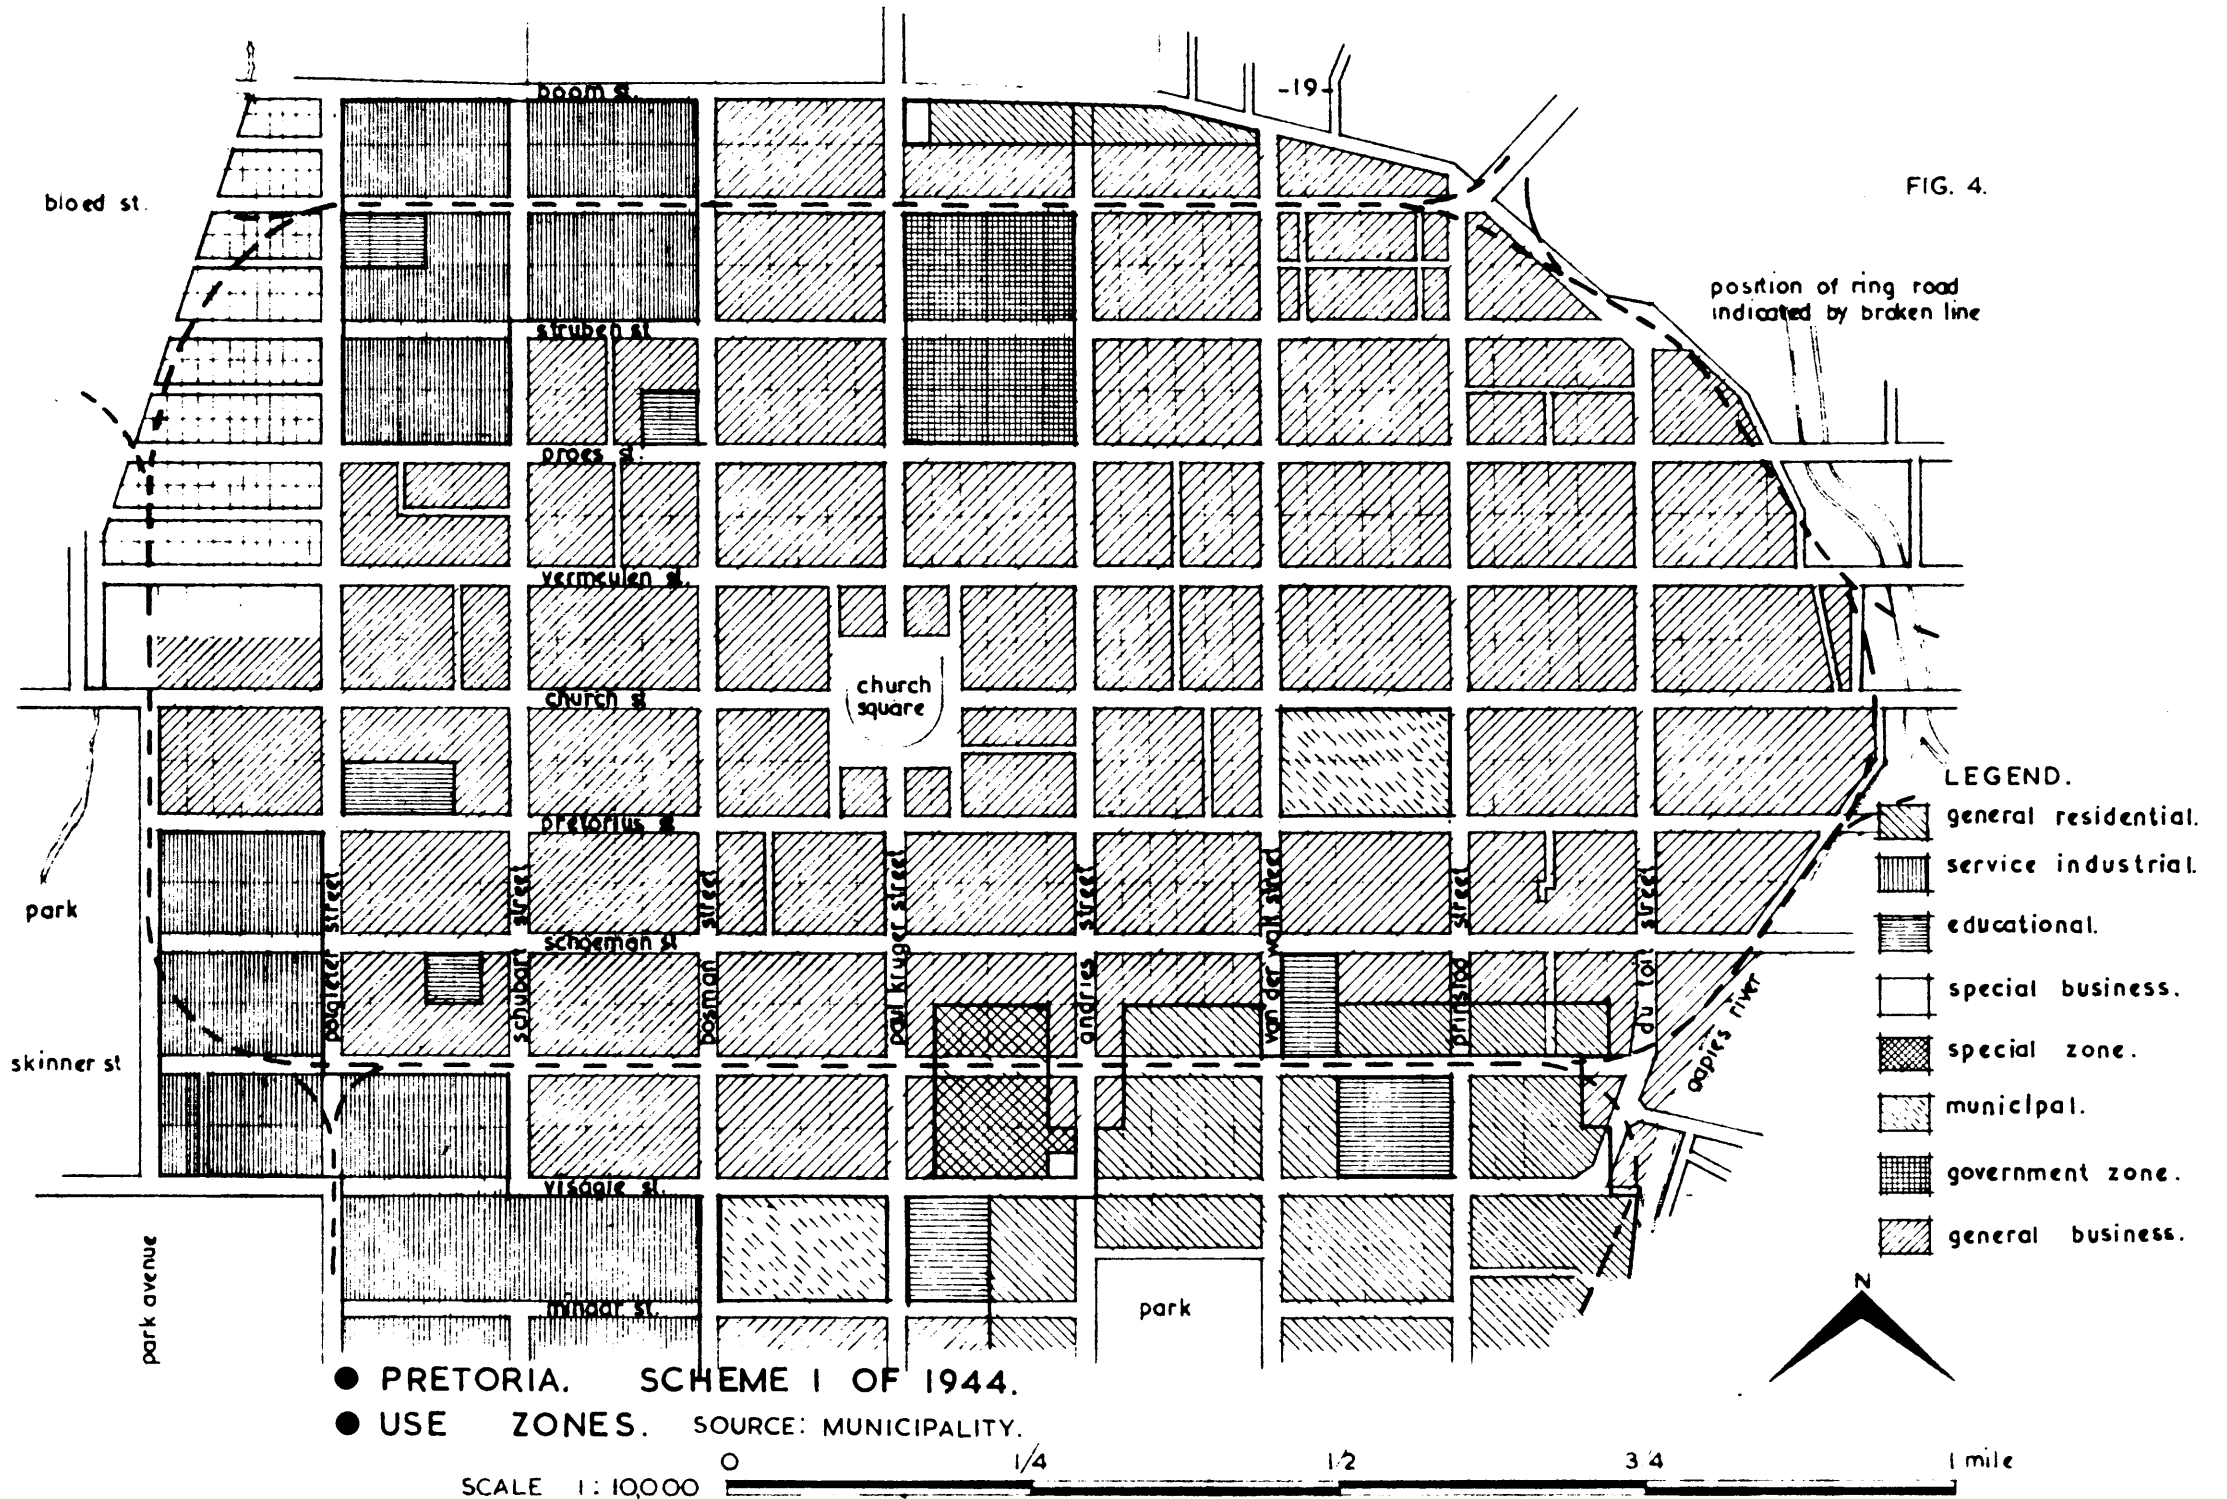 -19-
FIG. 4.
boom st.
bloed st.
position of ring road
indicated by broken line
struben st.
proes st.
vermeulen st.
church st
church
square
pretorius st
park
street
street
street
paul kruger street
street
van der walt street
street
street
potgieter
schubart
bosman
andries
prinsloo
du toit
schoeman st
skinner st
aapies river
visagie st.
minaar st.
park avenue
park
LEGEND.
general residential.
service industrial.
educational.
special business.
special zone.
municipal.
government zone.
general business.
N
● PRETORIA. SCHEME 1 OF 1944.
● USE ZONES. SOURCE: MUNICIPALITY.
SCALE 1:10,000
0 1/4 1/2 3/4 1 mile